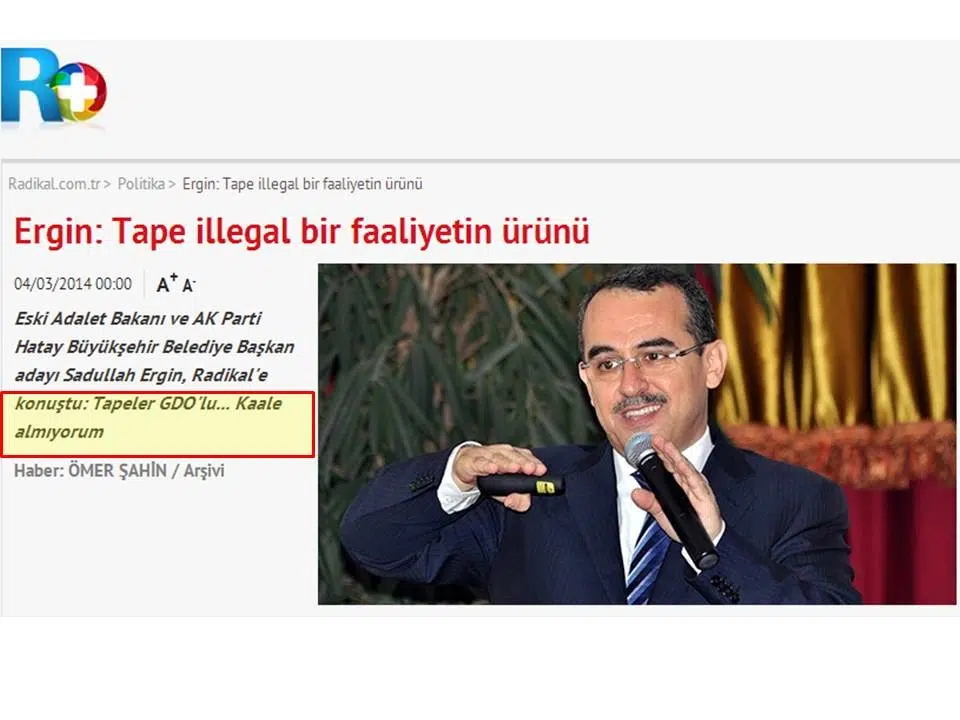 R+
Radikal.com.tr > Politika > Ergin: Tape illegal bir faaliyetin ürünü
Ergin: Tape illegal bir faaliyetin ürünü
04/03/2014 00:00 A+ A-
Eski Adalet Bakanı ve AK Parti
Hatay Büyükşehir Belediye Başkan
adayı Sadullah Ergin, Radikal'e
konuştu: Tapeler GDO'lu... Kaale
almıyorum
Haber: ÖMER ŞAHİN / Arşivi